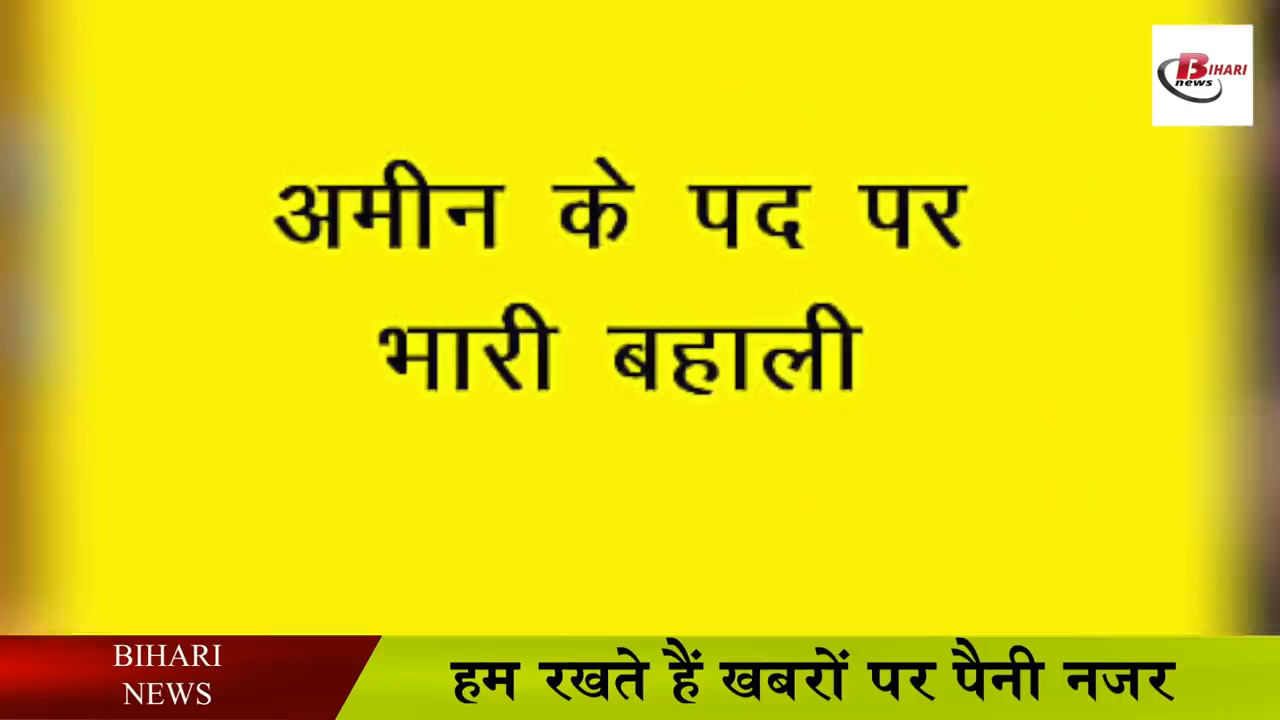 BIHARI
news
अमीन के पद पर
भारी बहाली
BIHARI
NEWS
हम रखते हैं खबरों पर पैनी नजर